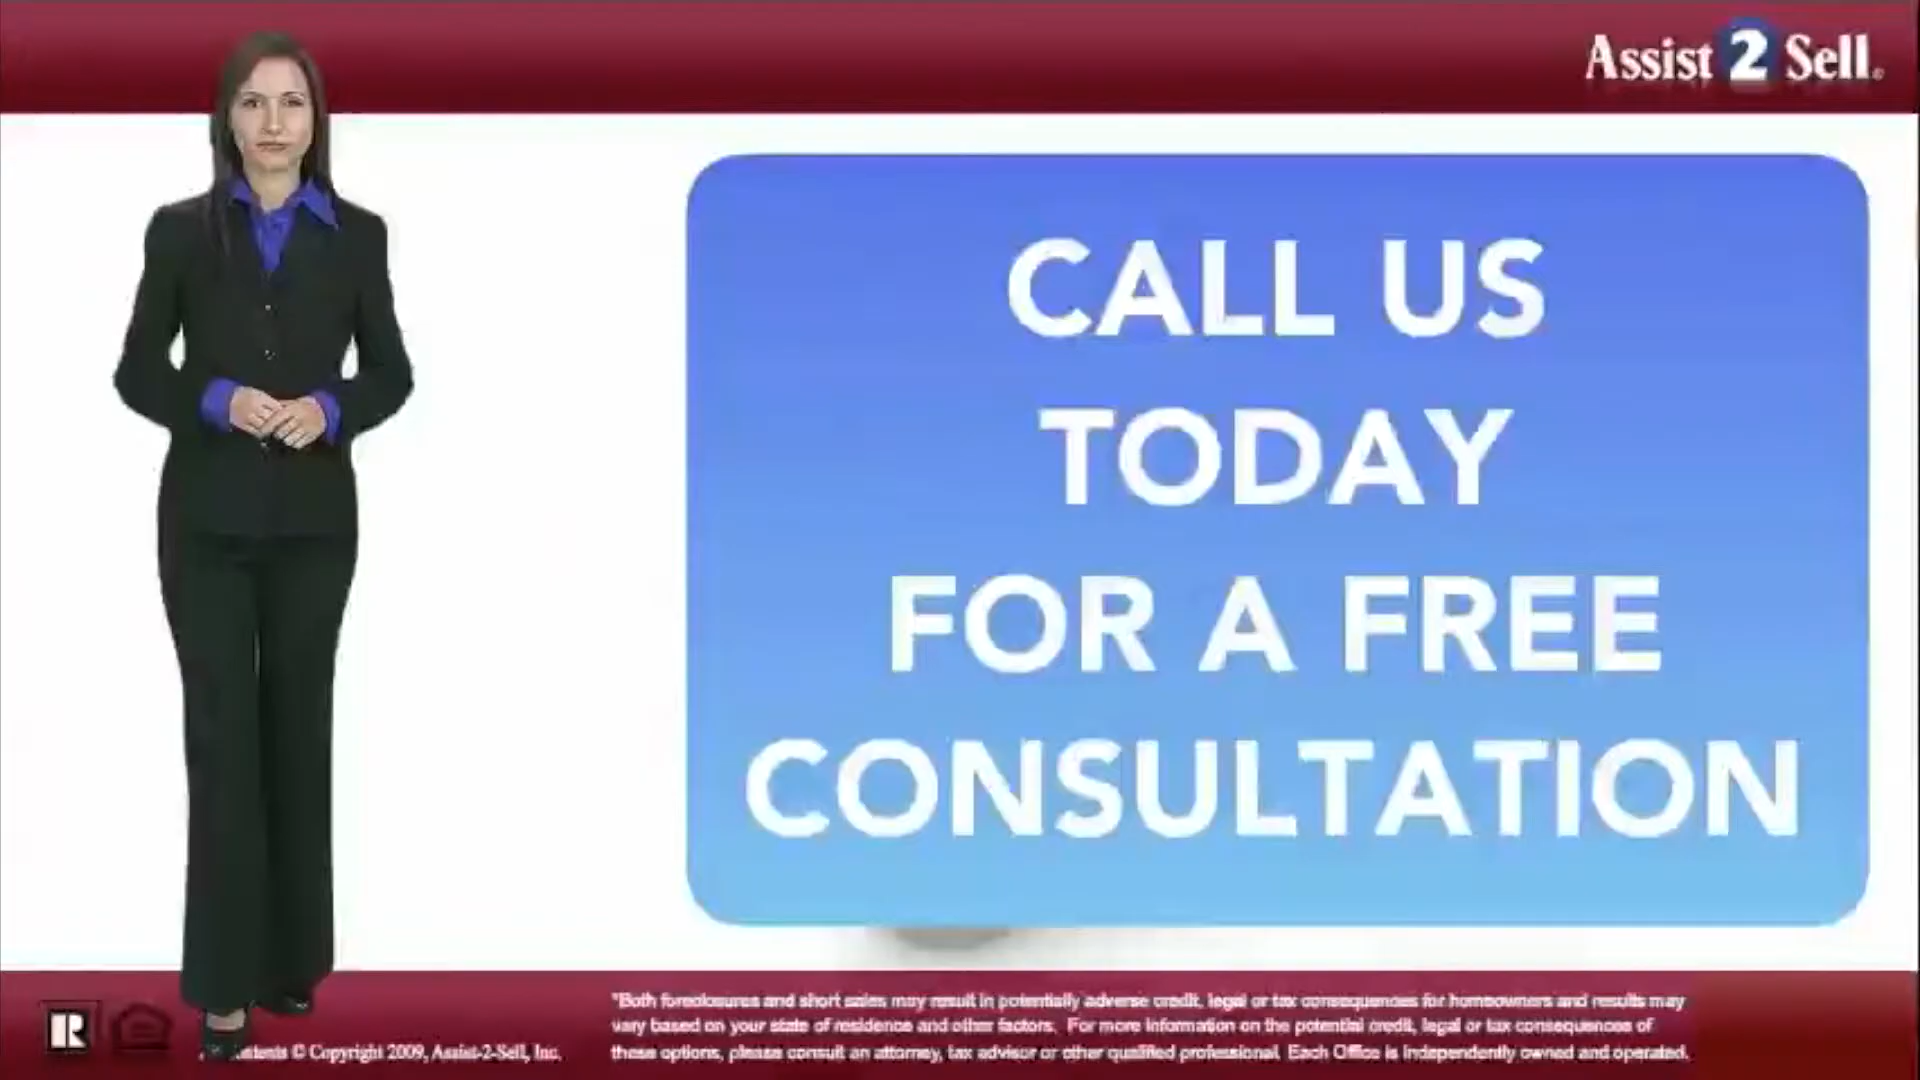 Assist 2 Sell®
CALL US
TODAY
FOR A FREE
CONSULTATION
*Both foreclosures and short sales may result in potentially adverse credit, legal or tax consequences for homeowners and results may
vary based on your state of residence and other factors. For more information on the potential credit, legal or tax consequences of
these options, please consult an attorney, tax advisor or other qualified professional. Each Office is independently owned and operated.
© Copyright 2009, Assist-2-Sell, Inc.